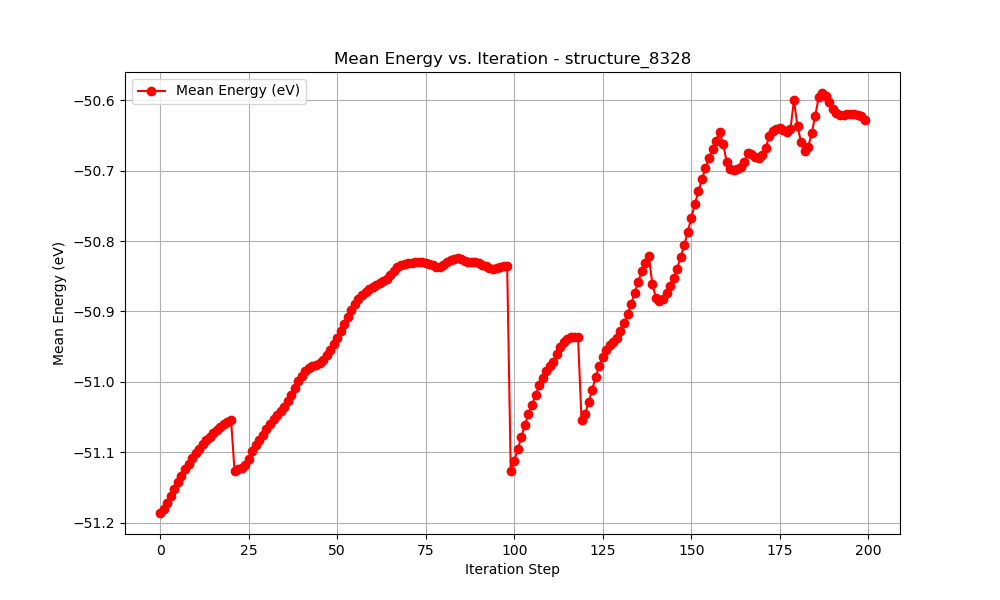 Mean Energy vs. Iteration - structure_8328
Mean Energy (eV)
−50.6
−50.7
−50.8
−50.9
−51.0
−51.1
−51.2
Mean Energy (eV)
0 25 50 75 100 125 150 175 200
Iteration Step